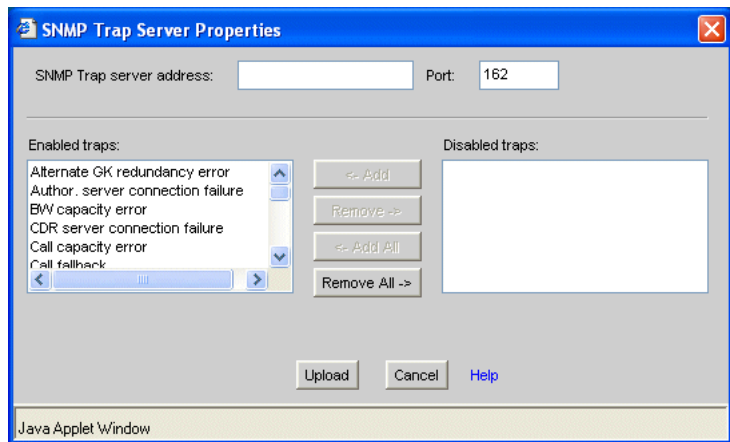 SNMP Trap Server Properties
SNMP Trap server address: Port: 162
Enabled traps: Disabled traps:
Alternate GK redundancy error
Author. server connection failure
BW capacity error
CDR server connection failure
Call capacity error
Call fallback
<- Add
Remove ->
<- Add All
Remove All ->
Upload Cancel Help
Java Applet Window